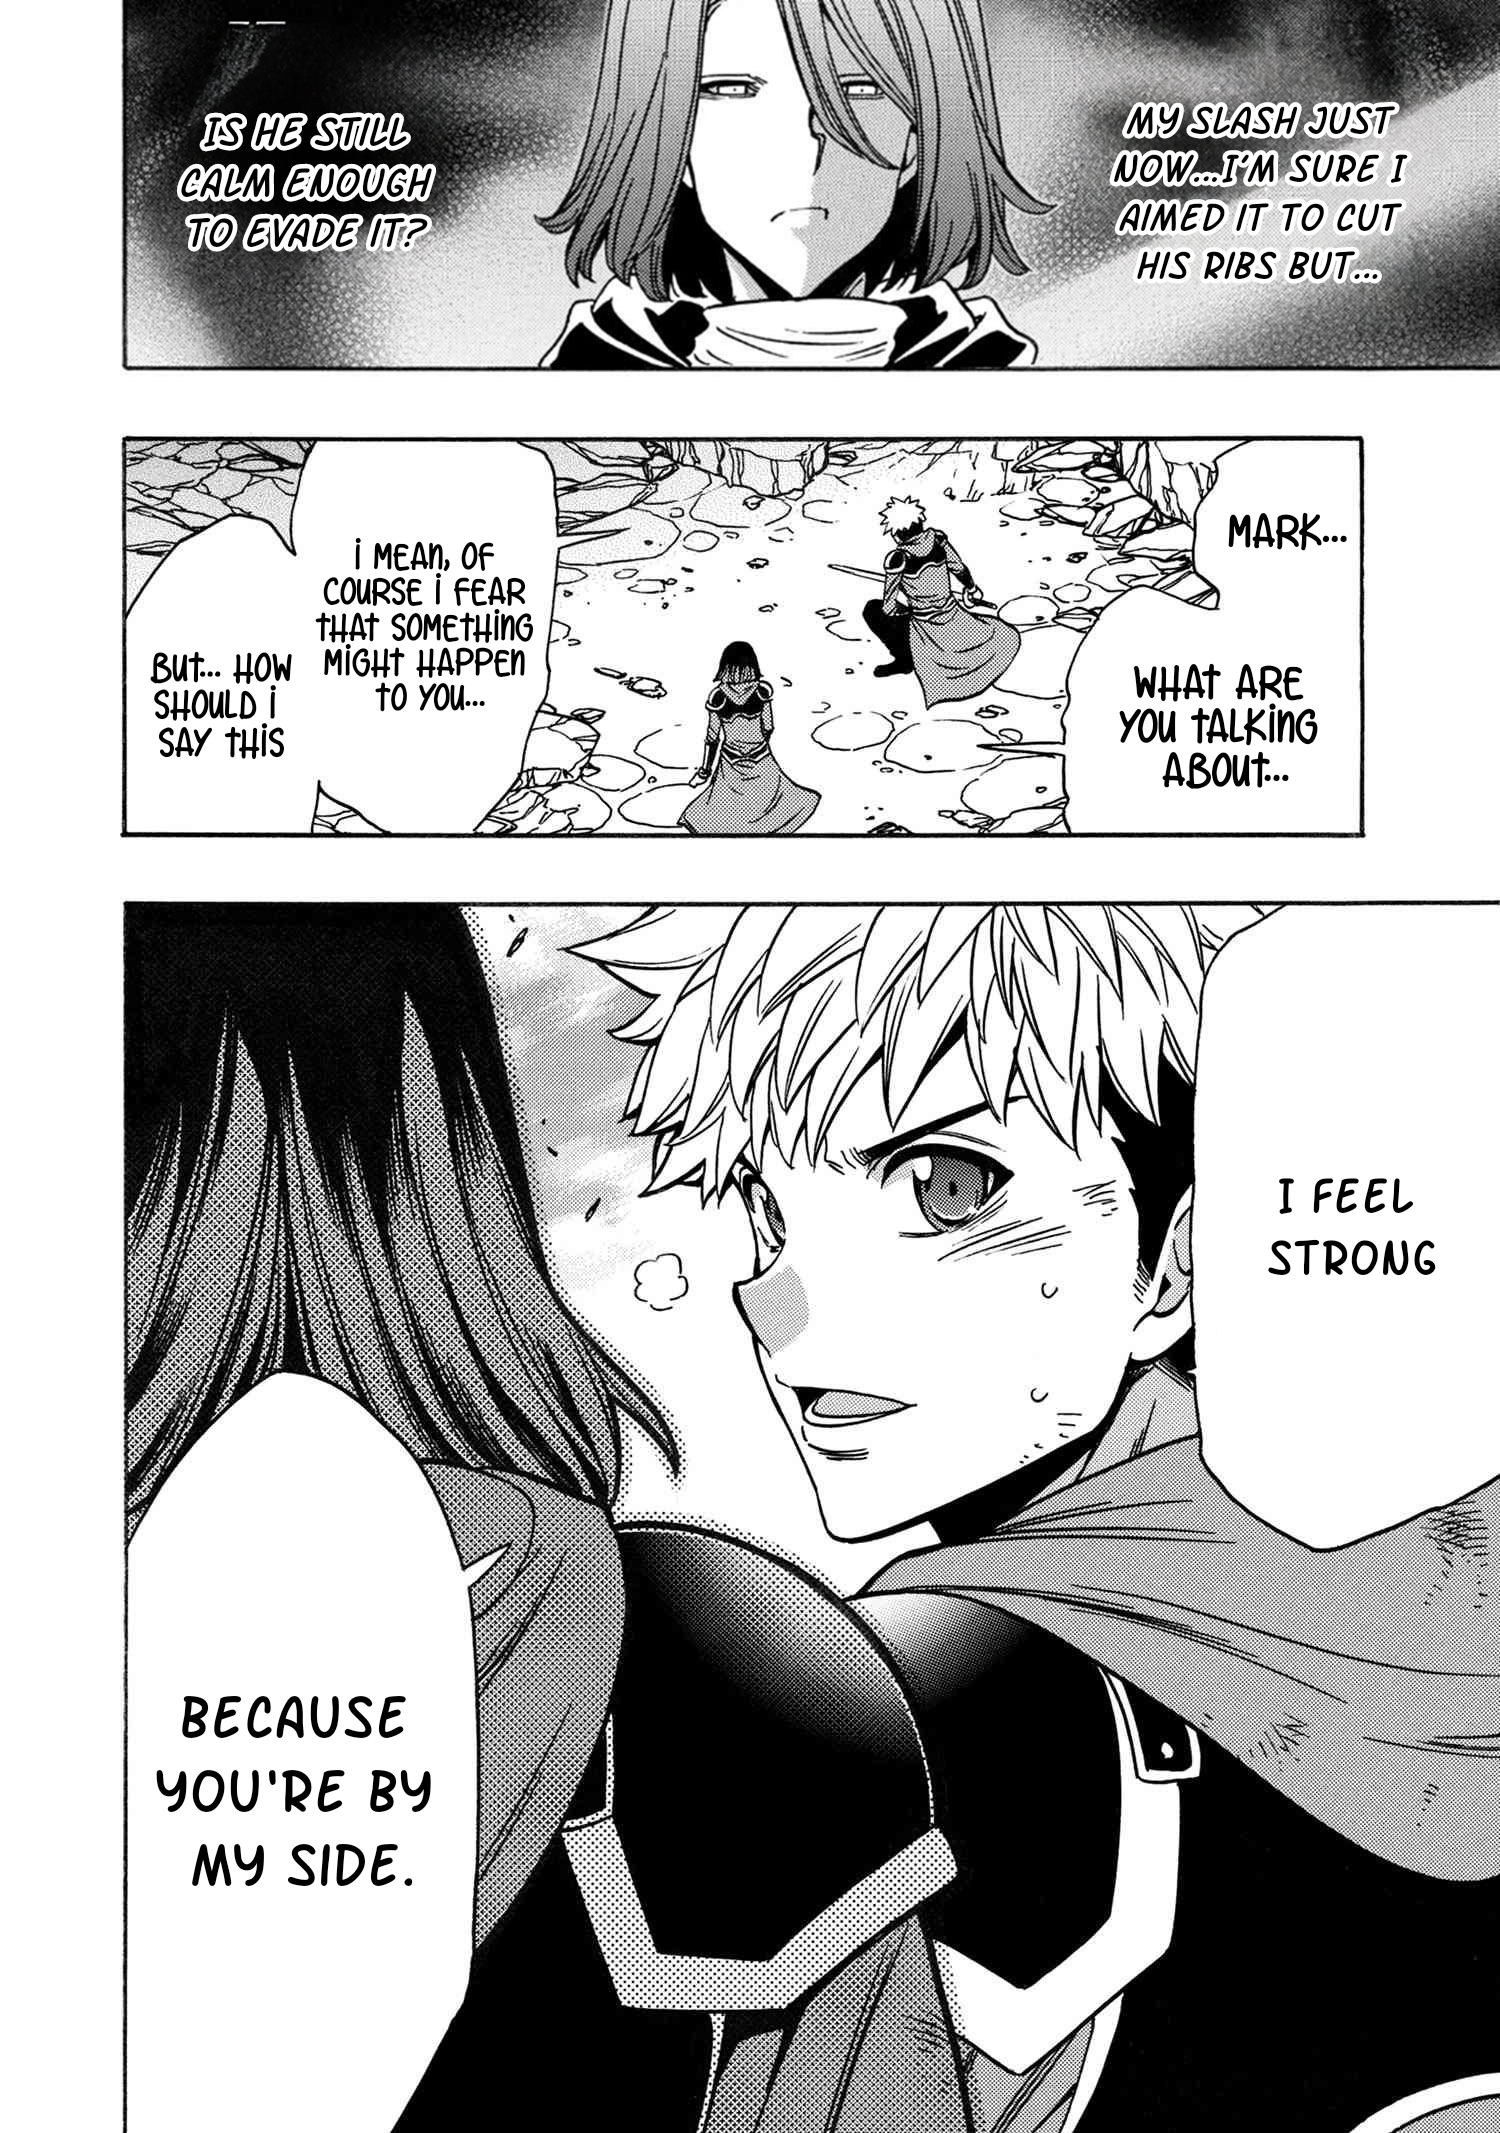 MY SLASH JUST
NOW...I'M SURE I
AIMED IT TO CUT
HIS RIBS BUT...
IS HE STILL
CALM ENOUGH
TO EVADE IT?
MARK...
WHAT ARE
YOU TALKING
ABOUT...
I MEAN, OF
COURSE I FEAR
THAT SOMETHING
MIGHT HAPPEN
TO YOU...
BUT... HOW
SHOULD I
SAY THIS
I FEEL
STRONG
BECAUSE
YOU'RE BY
MY SIDE.